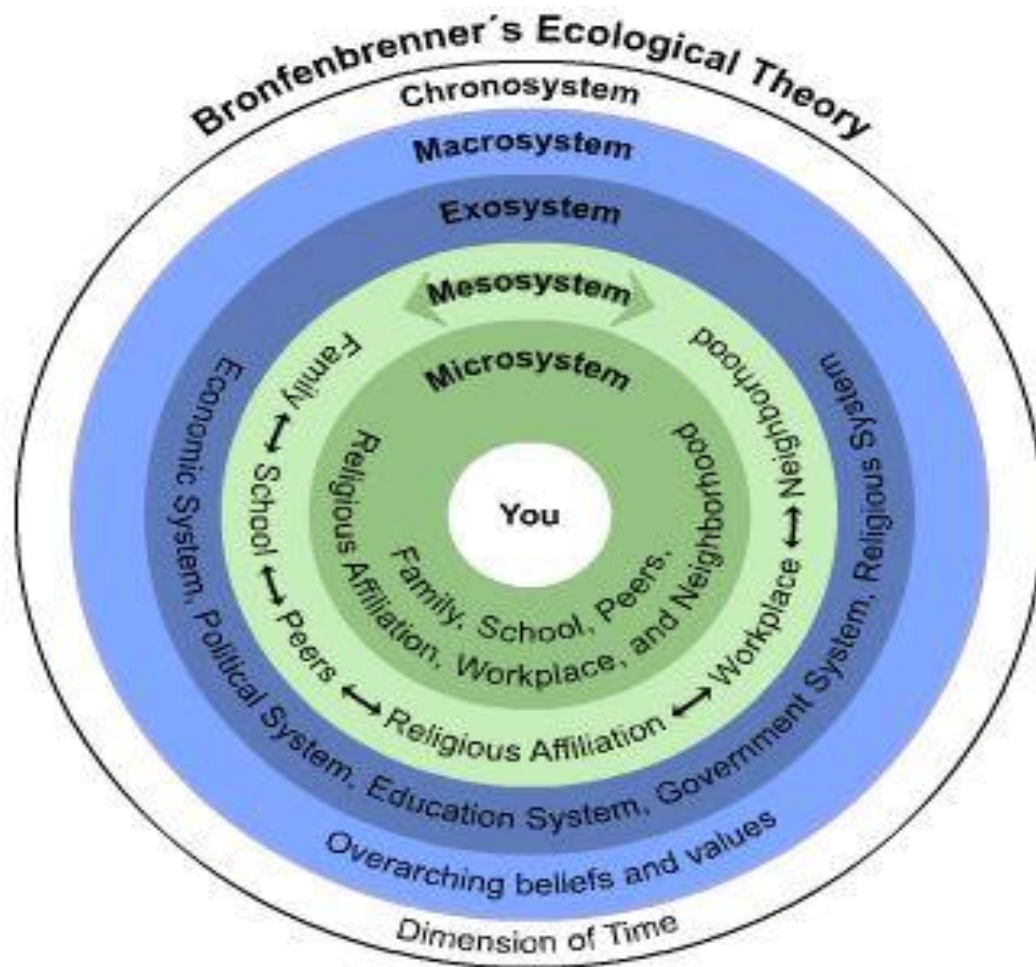 Bronfenbrenner´s Ecological Theory
Chronosystem
Macrosystem
Exosystem
Mesosystem
Microsystem
You
Family, School, Peers,
Religious Affiliation, Workplace, and Neighborhood
Family ↔ School ↔ Peers ↔ Religious Affiliation ↔ Workplace ↔ Neighborhood
Economic System, Political System, Education System, Government System, Religious System
Overarching beliefs and values
Dimension of Time